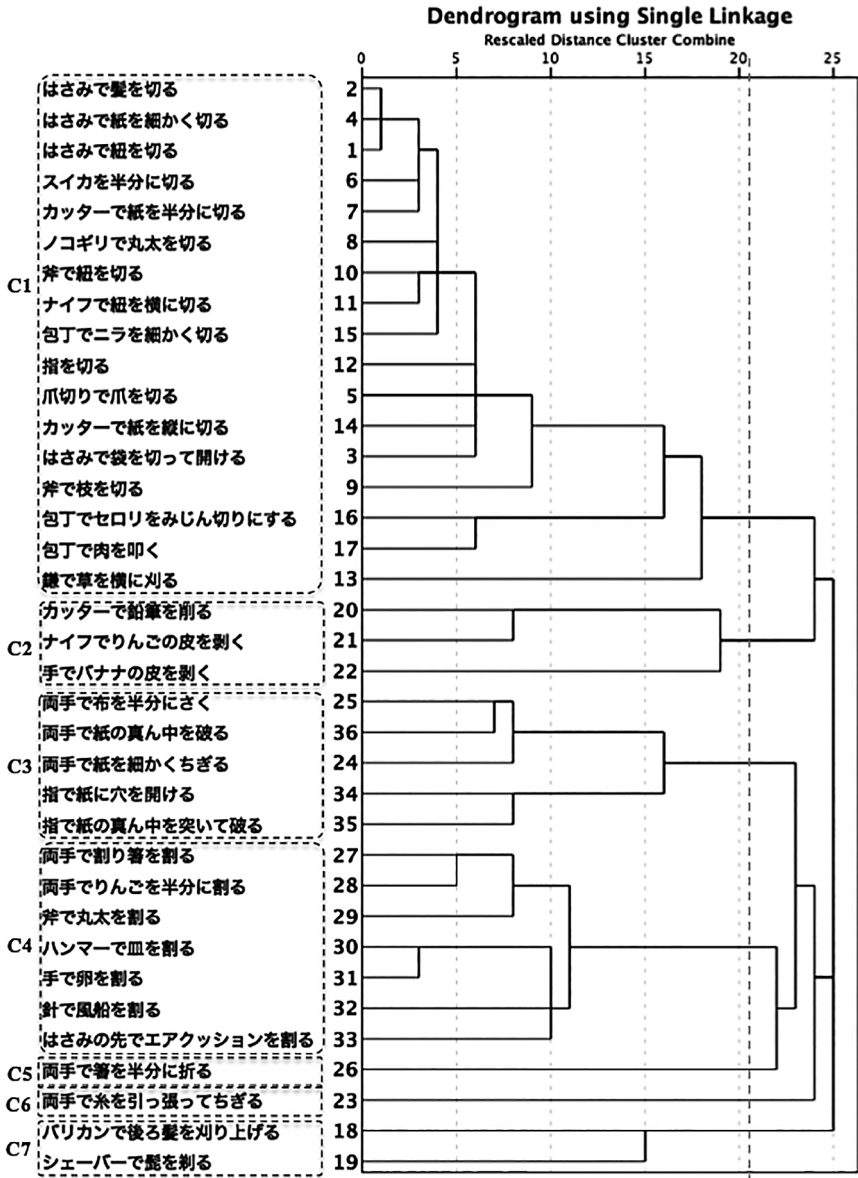 Dendrogram using Single Linkage
Rescaled Distance Cluster Combine
0 5 10 15 20 25
はさみで髪を切る 2
はさみで紙を細かく切る 4
はさみで紐を切る 1
スイカを半分に切る 6
カッターで紙を半分に切る 7
ノコギリで丸太を切る 8
C1 斧で紐を切る 10
ナイフで紐を横に切る 11
包丁でニラを細かく切る 15
指を切る 12
爪切りで爪を切る 5
カッターで紙を縦に切る 14
はさみで袋を切って開ける 3
斧で枝を切る 9
包丁でセロリをみじん切りにする 16
包丁で肉を叩く 17
鎌で草を横に刈る 13
カッターで鉛筆を削る 20
C2 ナイフでりんごの皮を剥く 21
手でバナナの皮を剥く 22
両手で布を半分にさく 25
両手で紙の真ん中を破る 36
C3 両手で紙を細かくちぎる 24
指で紙に穴を開ける 34
指で紙の真ん中を突いて破る 35
両手で割り箸を割る 27
両手でりんごを半分に割る 28
斧で丸太を割る 29
C4 ハンマーで皿を割る 30
手で卵を割る 31
針で風船を割る 32
はさみの先でエアクッションを割る 33
C5 両手で箸を半分に折る 26
C6 両手で糸を引っ張ってちぎる 23
C7 バリカンで後ろ髪を刈り上げる 18
シェーバーで髭を剃る 19